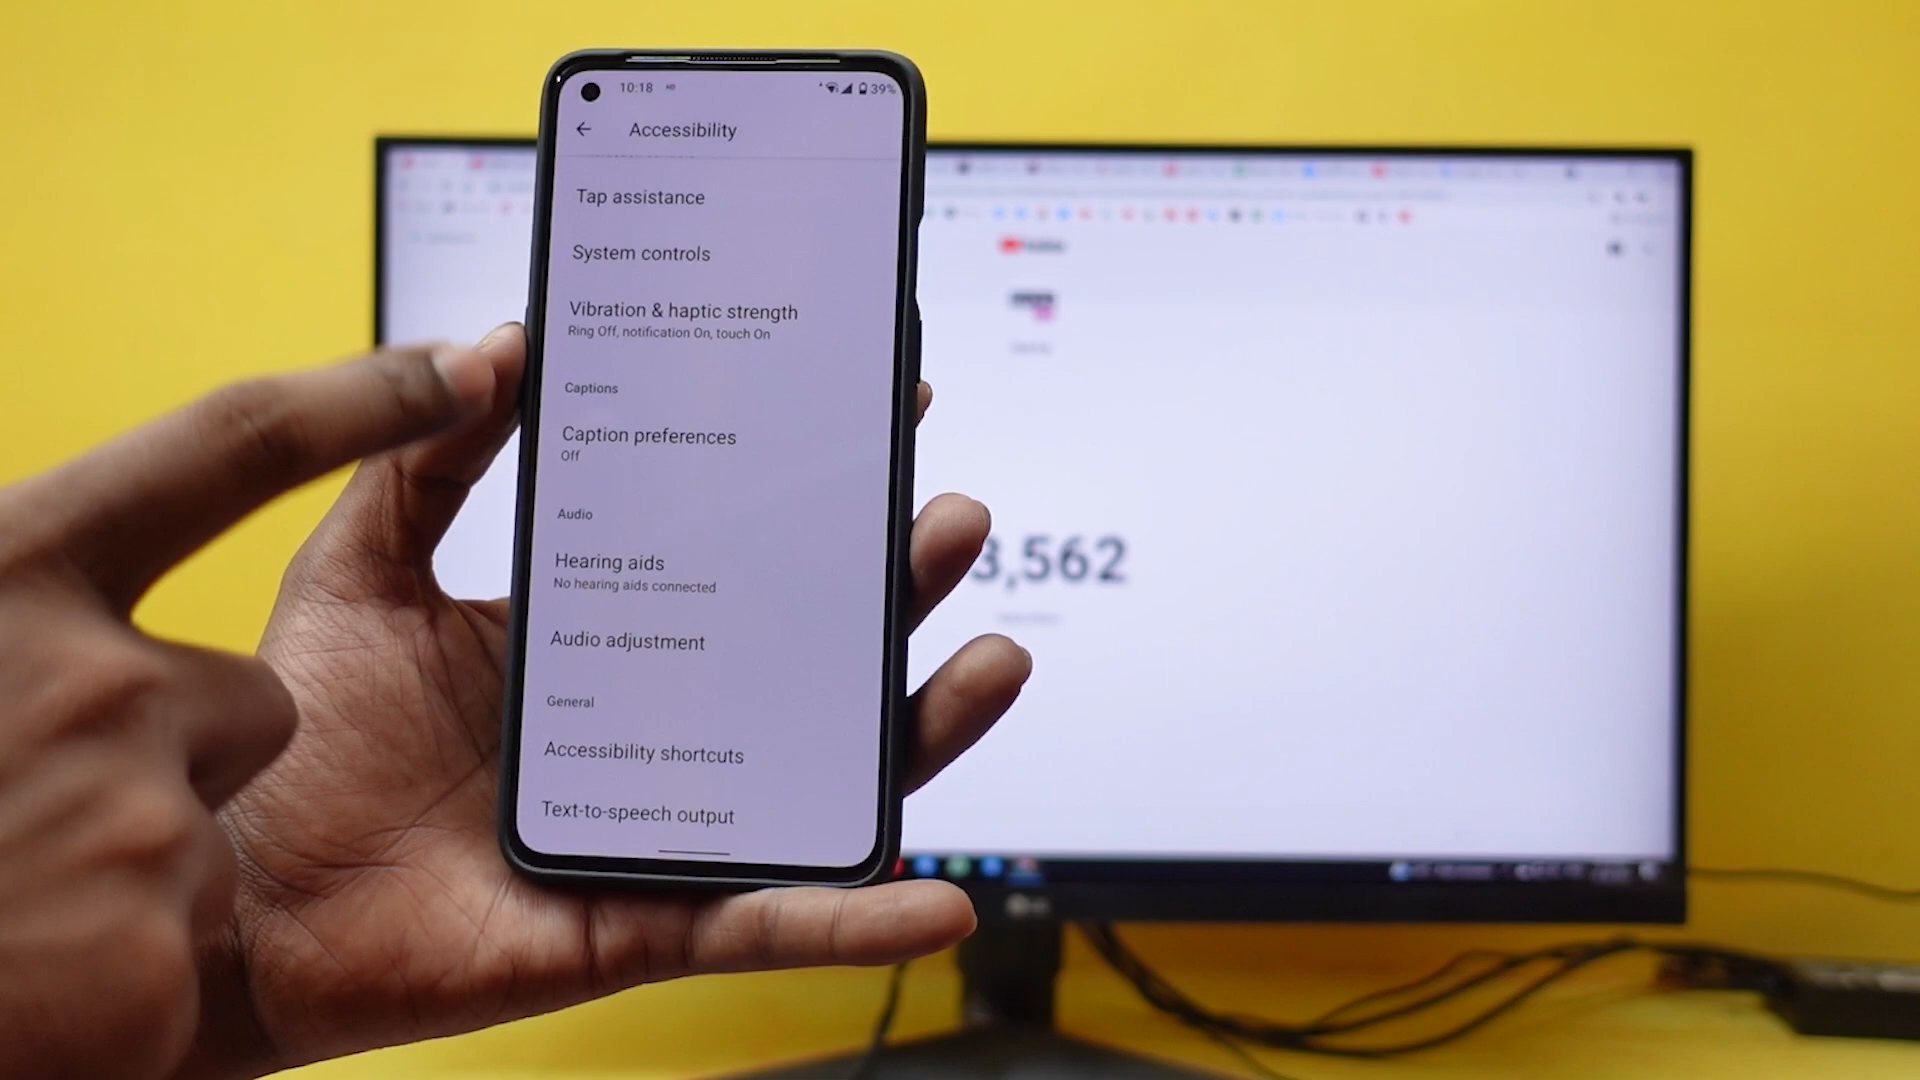 10:18
39%
Accessibility
Tap assistance
System controls
Vibration & haptic strength
Ring Off, notification On, touch On
Captions
Caption preferences
Off
Audio
Hearing aids
No hearing aids connected
Audio adjustment
General
Accessibility shortcuts
Text-to-speech output
3,562